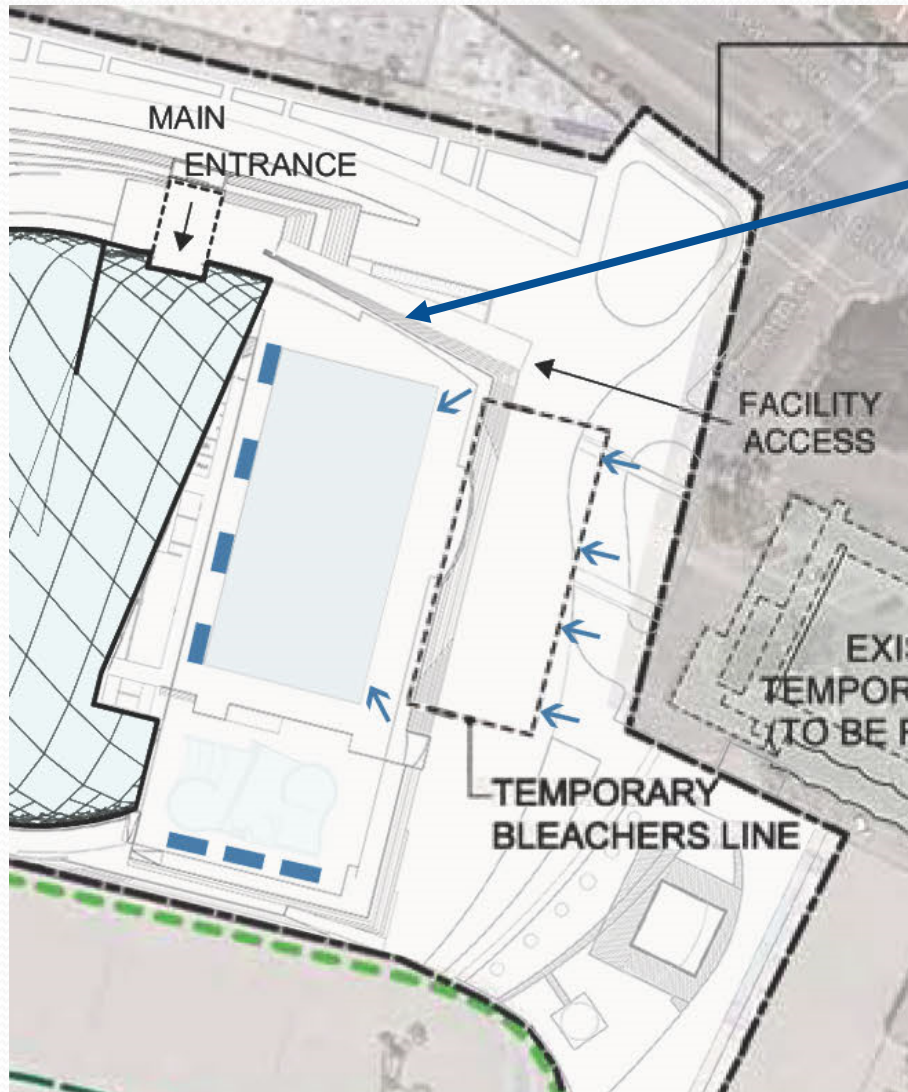 MAIN
ENTRANCE
FACILITY
ACCESS
EXIS
TEMPOR
(TO BE
TEMPORARY
BLEACHERS LINE